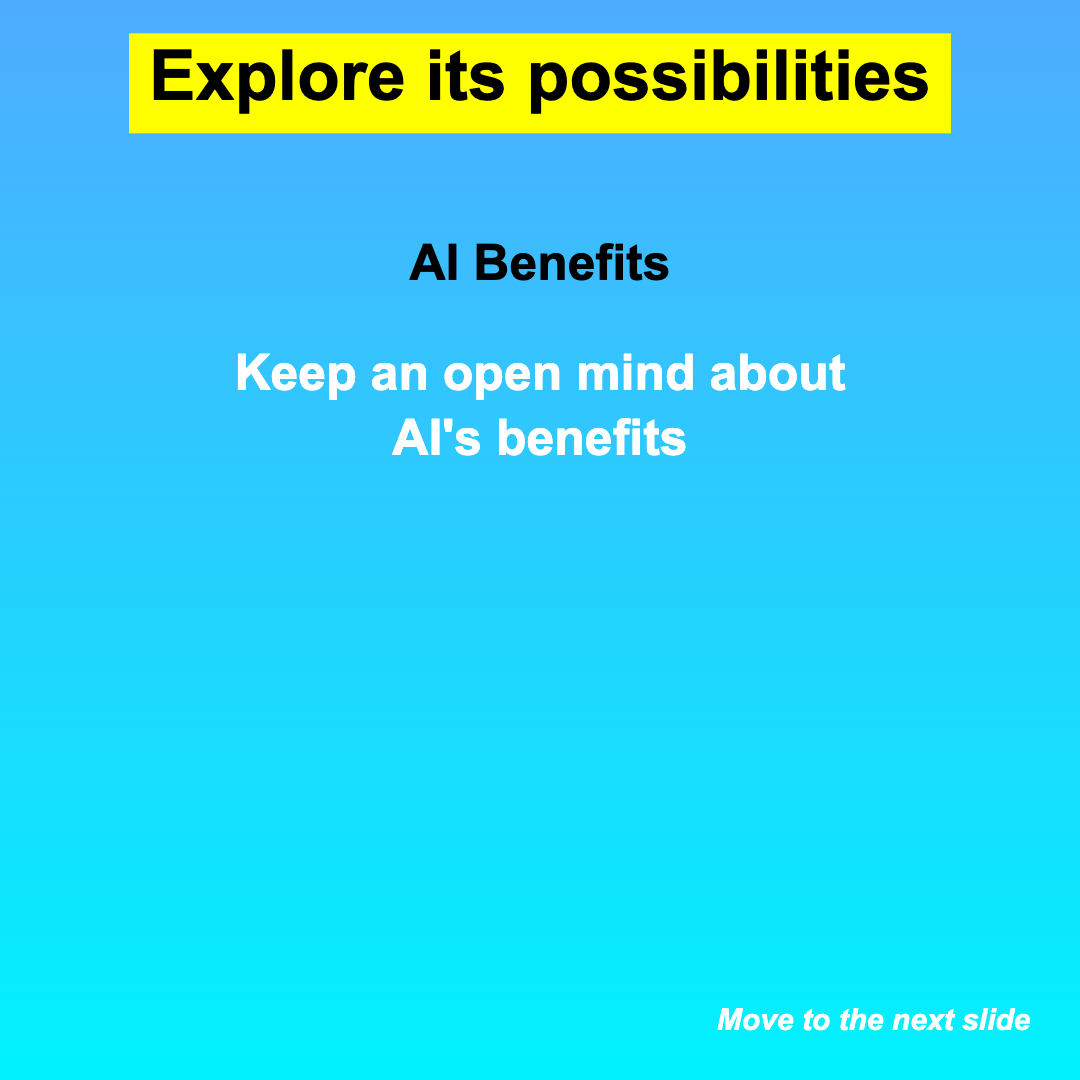 Explore its possibilities
AI Benefits
Keep an open mind about
AI's benefits
Move to the next slide